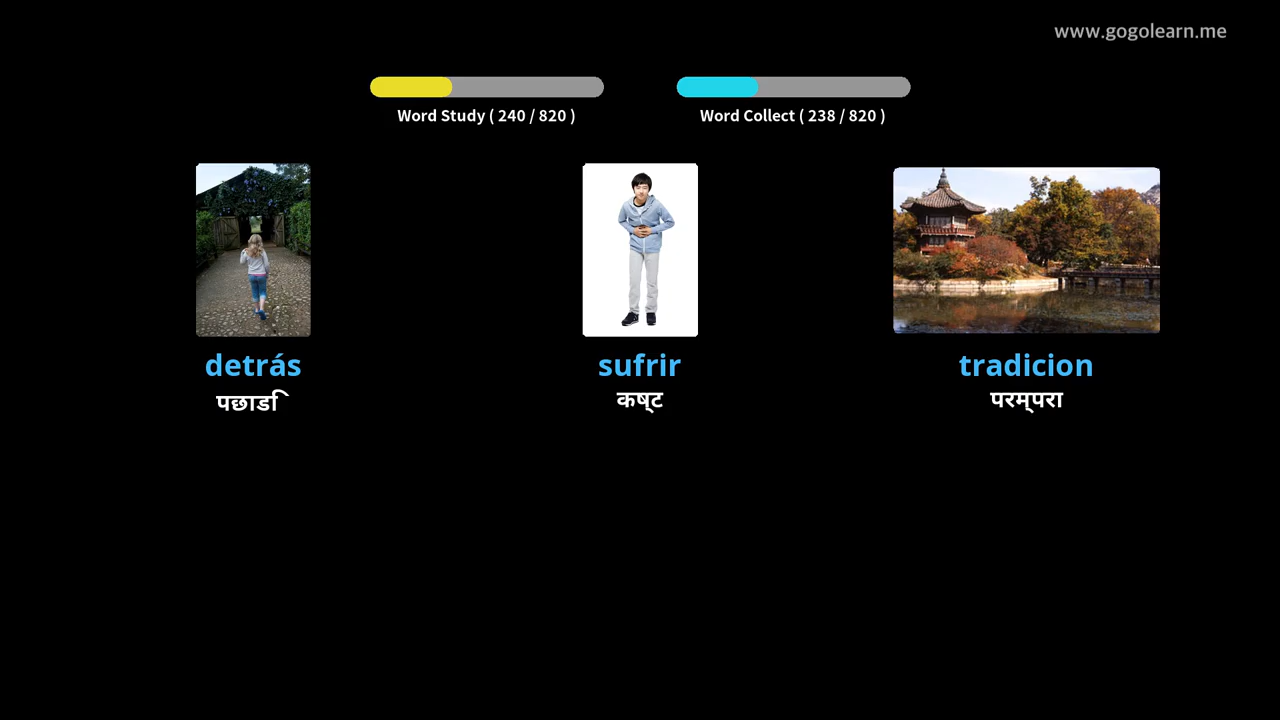 www.gogolearn.me
Word Study ( 240 / 820 )
Word Collect ( 238 / 820 )
detrás
sufrir
tradicion
पछाडि
कष्ट
परम्परा